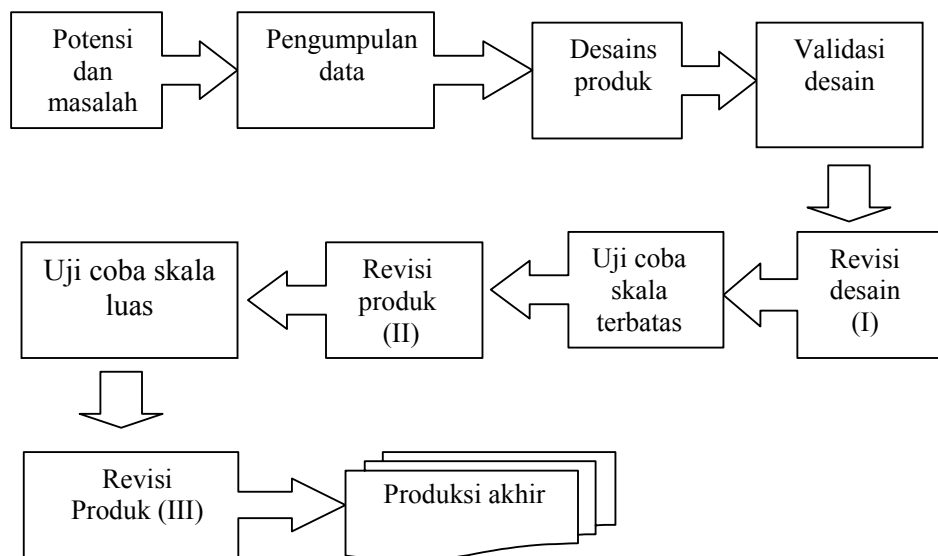 Potensi
dan
masalah
Pengumpulan
data
Desains
produk
Validasi
desain
Revisi
desain
(I)
Uji coba
skala
terbatas
Revisi
produk
(II)
Uji coba skala
luas
Revisi
Produk (III)
Produksi akhir